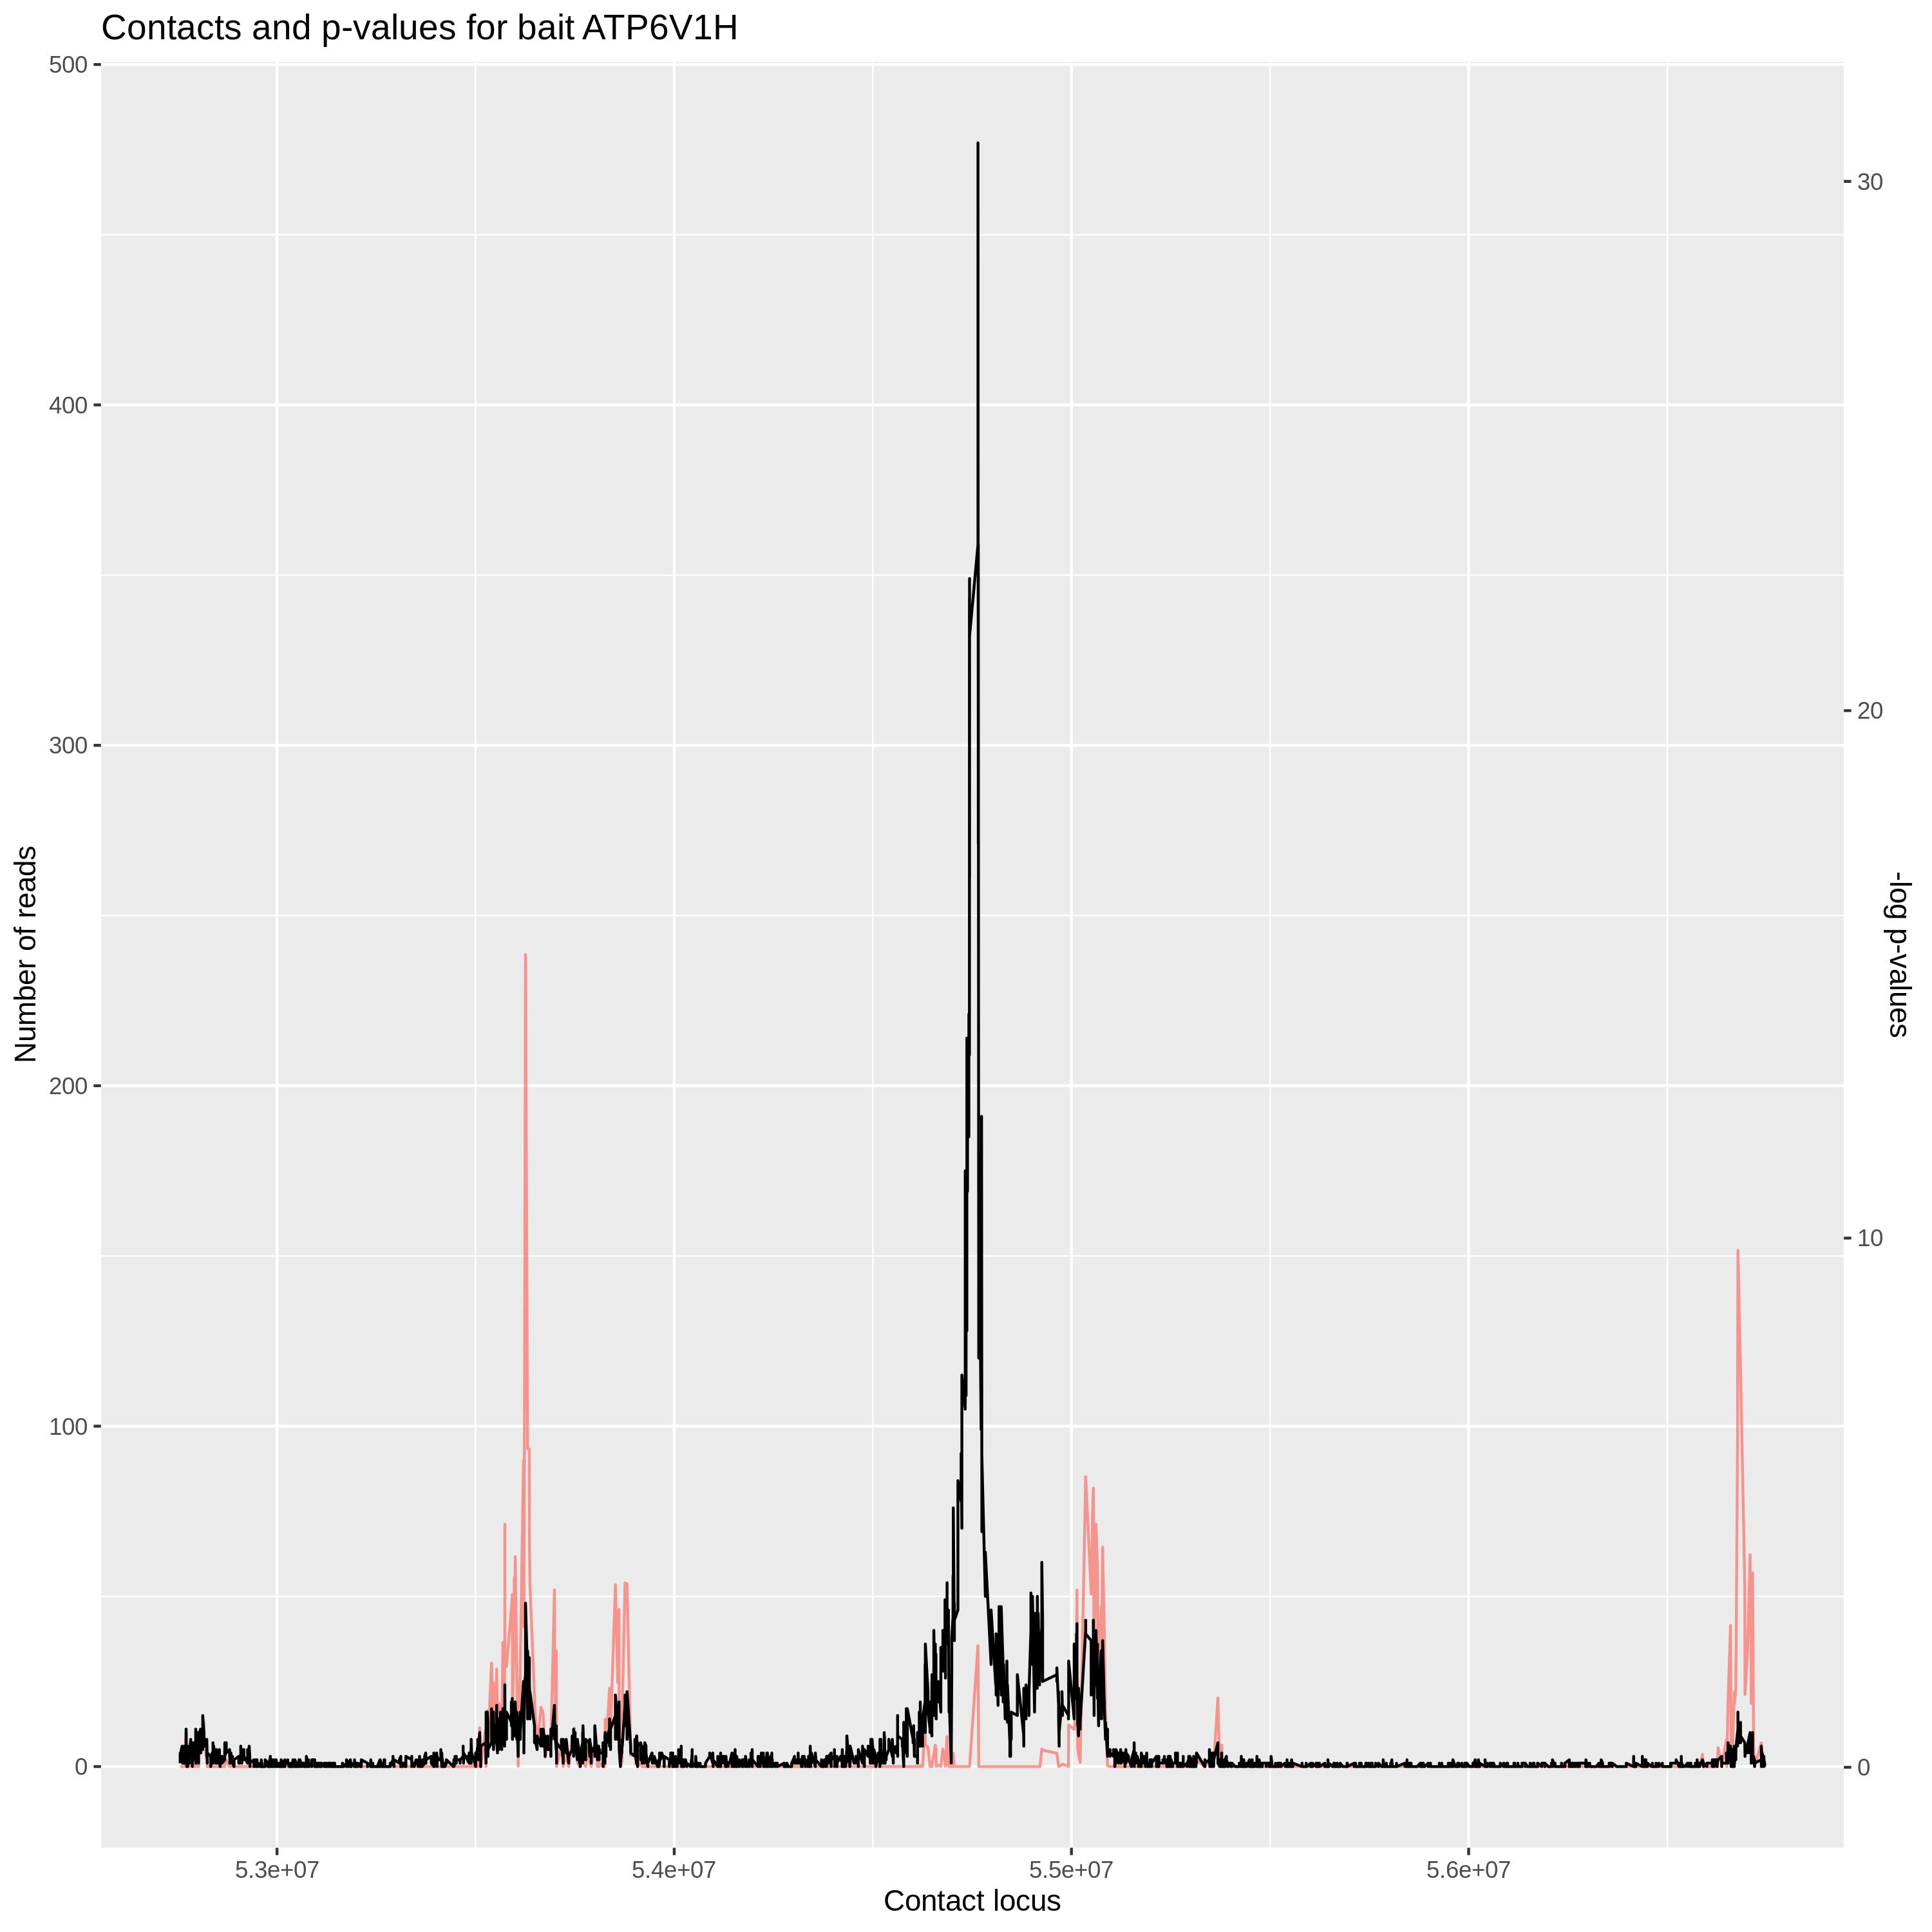 Contacts and p-values for bait ATP6V1H
500
400
300
200
100
0
Number of reads
30
20
10
0
-log p-values
5.3e+07
5.4e+07
5.5e+07
5.6e+07
Contact locus